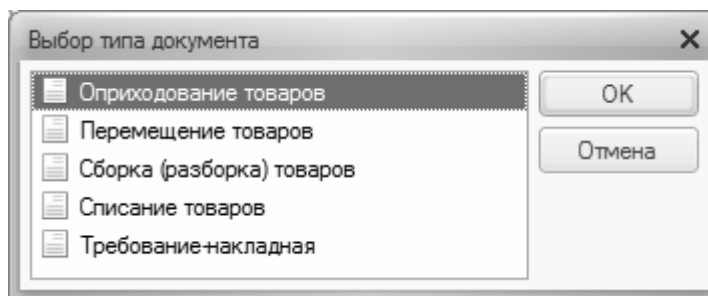 Выбор типа документа
Оприходование товаров
OK
Перемещение товаров
Отмена
Сборка (разборка) товаров
Списание товаров
Требование-накладная